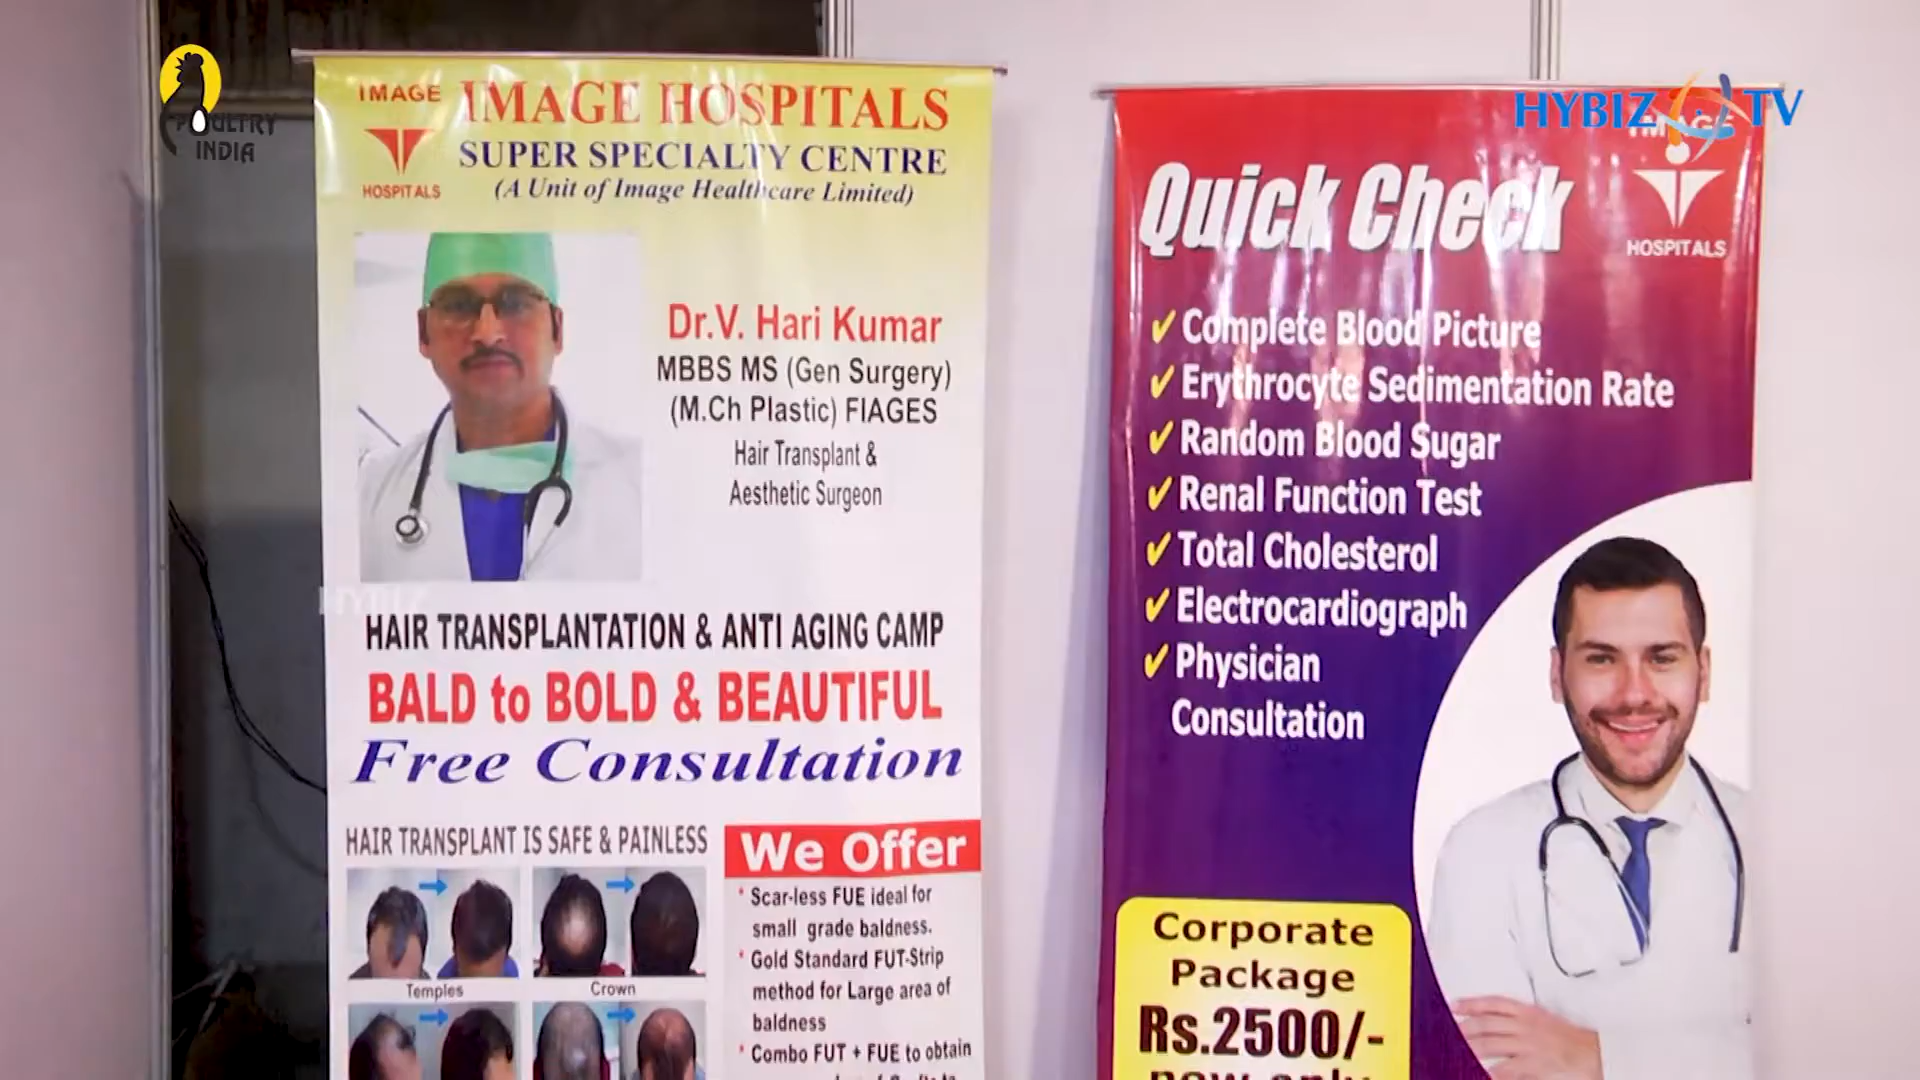 POULTRY
INDIA
IMAGE
HOSPITALS
IMAGE HOSPITALS
SUPER SPECIALTY CENTRE
(A Unit of Image Healthcare Limited)
Dr.V. Hari Kumar
MBBS MS (Gen Surgery)
(M.Ch Plastic) FIAGES
Hair Transplant &
Aesthetic Surgeon
HYBIZ
HAIR TRANSPLANTATION & ANTI AGING CAMP
BALD to BOLD & BEAUTIFUL
Free Consultation
HAIR TRANSPLANT IS SAFE & PAINLESS
Temples
Crown
We Offer
* Scar-less FUE ideal for
small grade baldness.
* Gold Standard FUT-Strip
method for Large area of
baldness
* Combo FUT + FUE to obtain
HYBIZ TV
IMAGE
HOSPITALS
Quick Check
✓ Complete Blood Picture
✓ Erythrocyte Sedimentation Rate
✓ Random Blood Sugar
✓ Renal Function Test
✓ Total Cholesterol
✓ Electrocardiograph
✓ Physician
Consultation
Corporate
Package
Rs.2500/-
now only